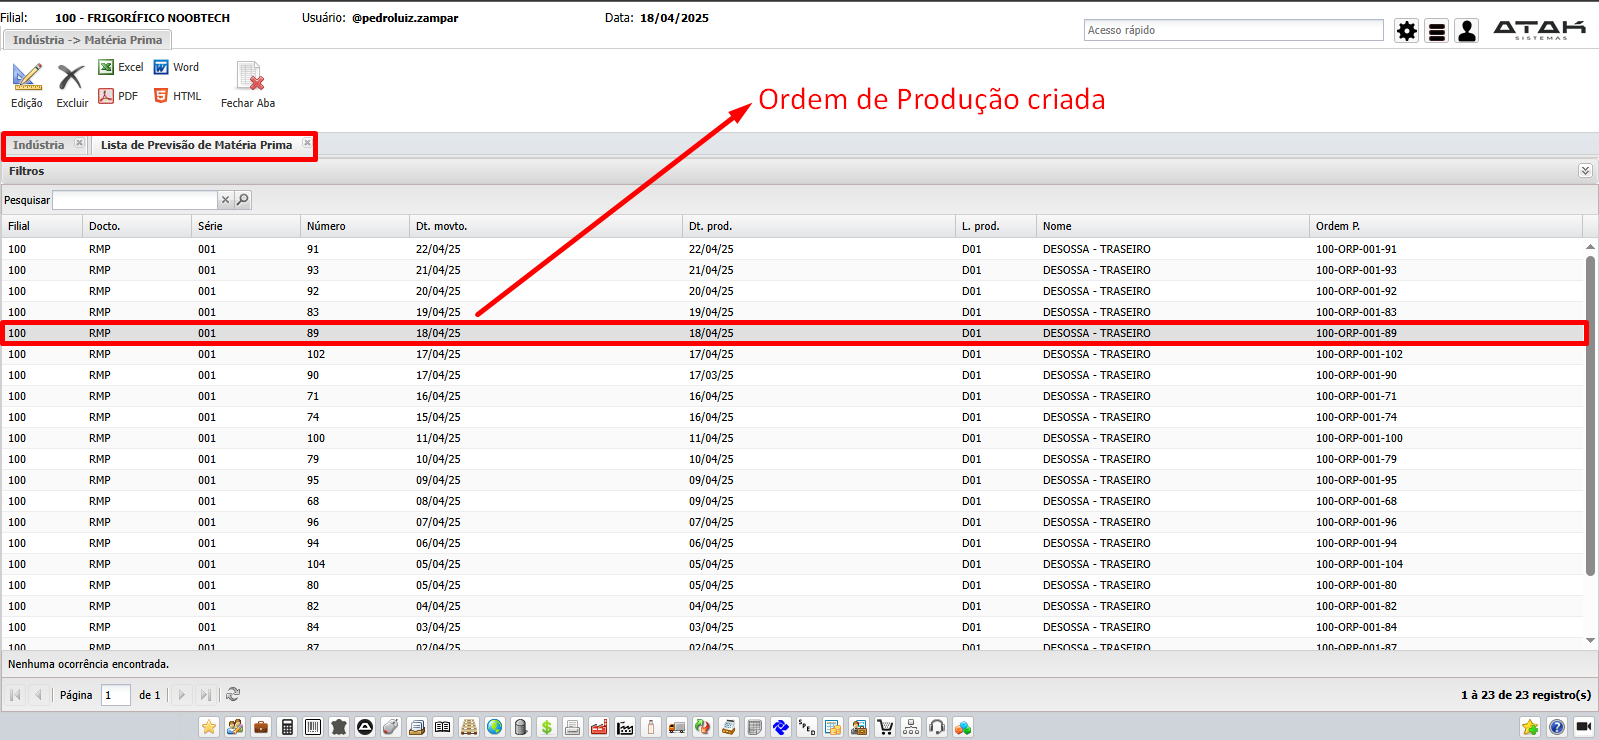 Filial: 100 - FRIGORÍFICO NOOBTECH Usuário: @pedroluiz.zampar Data: 18/04/2025
Acesso rápido
ATAK
SISTEMAS
Indústria -> Matéria Prima
Edição Excluir Excel Word
PDF HTML Fechar Aba
Ordem de Produção criada
Indústria Lista de Previsão de Matéria Prima
Filtros
Pesquisar
Filial Docto. Série Número Dt. movto. Dt. prod. L. prod. Nome Ordem P.
100 RMP 001 91 22/04/25 22/04/25 D01 DESOSSA - TRASEIRO 100-ORP-001-91
100 RMP 001 93 21/04/25 21/04/25 D01 DESOSSA - TRASEIRO 100-ORP-001-93
100 RMP 001 92 20/04/25 20/04/25 D01 DESOSSA - TRASEIRO 100-ORP-001-92
100 RMP 001 83 19/04/25 19/04/25 D01 DESOSSA - TRASEIRO 100-ORP-001-83
100 RMP 001 89 18/04/25 18/04/25 D01 DESOSSA - TRASEIRO 100-ORP-001-89
100 RMP 001 102 17/04/25 17/04/25 D01 DESOSSA - TRASEIRO 100-ORP-001-102
100 RMP 001 90 17/04/25 17/03/25 D01 DESOSSA - TRASEIRO 100-ORP-001-90
100 RMP 001 71 16/04/25 16/04/25 D01 DESOSSA - TRASEIRO 100-ORP-001-71
100 RMP 001 74 15/04/25 16/04/25 D01 DESOSSA - TRASEIRO 100-ORP-001-74
100 RMP 001 100 11/04/25 11/04/25 D01 DESOSSA - TRASEIRO 100-ORP-001-100
100 RMP 001 79 10/04/25 10/04/25 D01 DESOSSA - TRASEIRO 100-ORP-001-79
100 RMP 001 95 09/04/25 09/04/25 D01 DESOSSA - TRASEIRO 100-ORP-001-95
100 RMP 001 68 08/04/25 09/04/25 D01 DESOSSA - TRASEIRO 100-ORP-001-68
100 RMP 001 96 07/04/25 07/04/25 D01 DESOSSA - TRASEIRO 100-ORP-001-96
100 RMP 001 94 06/04/25 06/04/25 D01 DESOSSA - TRASEIRO 100-ORP-001-94
100 RMP 001 104 05/04/25 05/04/25 D01 DESOSSA - TRASEIRO 100-ORP-001-104
100 RMP 001 80 05/04/25 05/04/25 D01 DESOSSA - TRASEIRO 100-ORP-001-80
100 RMP 001 82 04/04/25 04/04/25 D01 DESOSSA - TRASEIRO 100-ORP-001-82
100 RMP 001 84 03/04/25 03/04/25 D01 DESOSSA - TRASEIRO 100-ORP-001-84
100 RMP 001 87 02/04/25 02/04/25 D01 DESOSSA - TRASEIRO 100-ORP-001-87
Nenhuma ocorrência encontrada.
Página 1 de 1 1 à 23 de 23 registro(s)
SPED